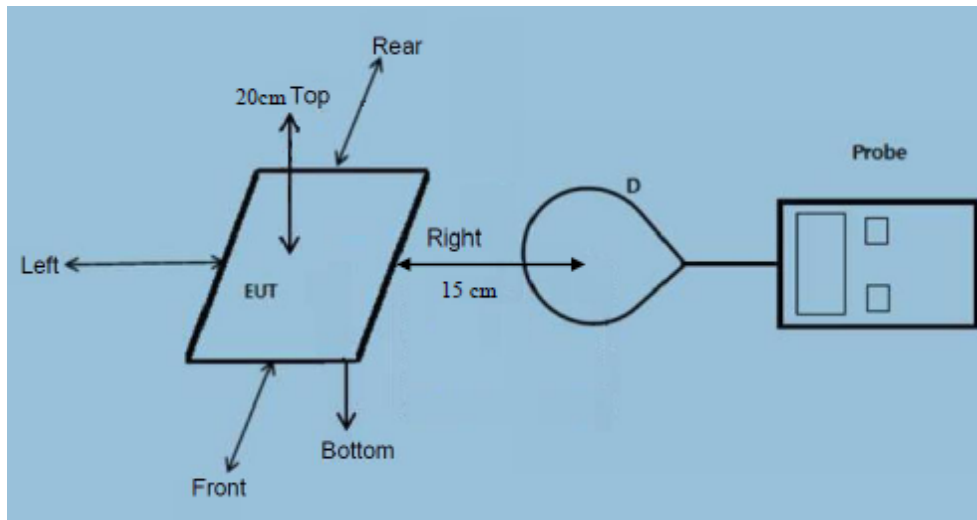 Rear
20cm Top
Probe
D
Right
Left
15 cm
EUT
Bottom
Front